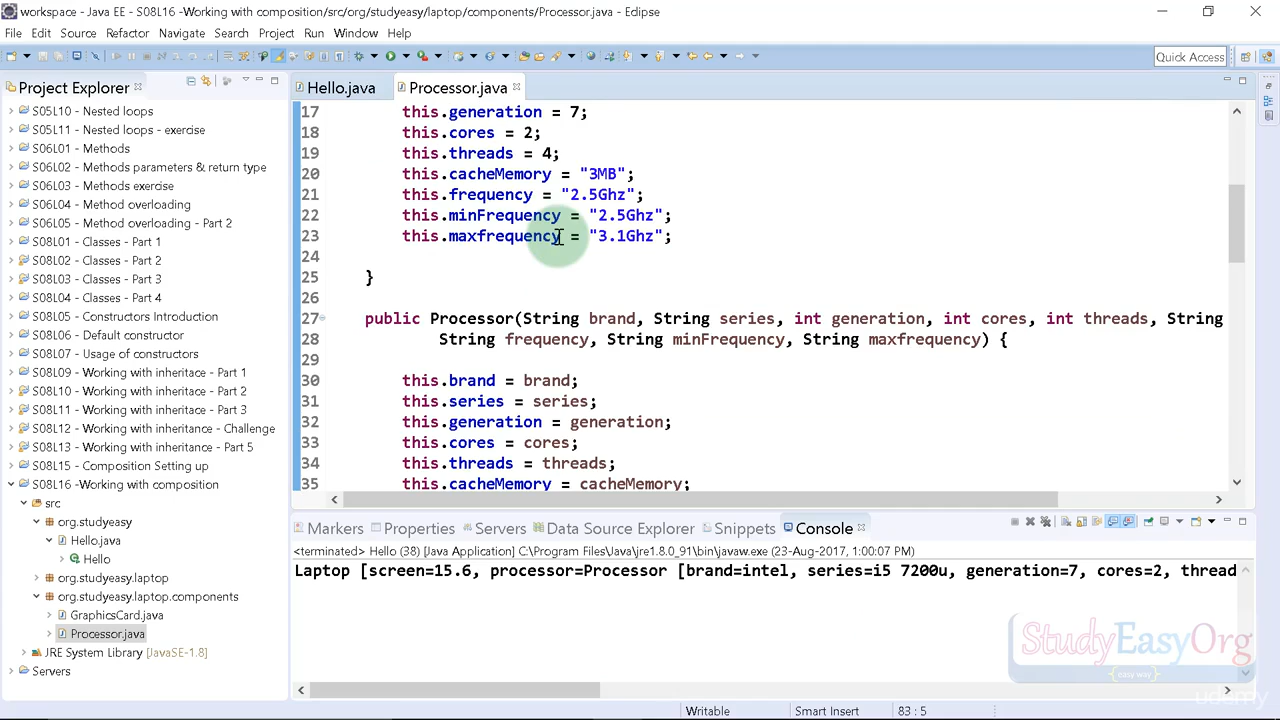 workspace - Java EE - S08L16 -Working with composition/src/org/studyeasy/laptop/components/Processor.java - Eclipse
File Edit Source Refactor Navigate Search Project Run Window Help
Quick Access
Project Explorer
Hello.java
Processor.java
S05L10 - Nested loops
S05L11 - Nested loops - exercise
S06L01 - Methods
S06L02 - Methods parameters & return type
S06L03 - Methods exercise
S06L04 - Method overloading
S06L05 - Method overloading - Part 2
S08L01 - Classes - Part 1
S08L02 - Classes - Part 2
S08L03 - Classes - Part 3
S08L04 - Classes - Part 4
S08L05 - Constructors Introduction
S08L06 - Default constructor
S08L07 - Usage of constructors
S08L09 - Working with inheritace - Part 1
S08L10 - Working with inheritance - Part 2
S08L11 - Working with inheritance - Part 3
S08L12 - Working with inheritance - Challenge
S08L13 - Working with inheritance - Part 5
S08L15 - Composition Setting up
S08L16 -Working with composition
src
org.studyeasy
Hello.java
Hello
org.studyeasy.laptop
org.studyeasy.laptop.components
GraphicsCard.java
Processor.java
JRE System Library [JavaSE-1.8]
Servers
17 this.generation = 7;
18 this.cores = 2;
19 this.threads = 4;
20 this.cacheMemory = "3MB";
21 this.frequency = "2.5Ghz";
22 this.minFrequency = "2.5Ghz";
23 this.maxfrequency = "3.1Ghz";
24
25 }
26
27 public Processor(String brand, String series, int generation, int cores, int threads, String
28 String frequency, String minFrequency, String maxfrequency) {
29
30 this.brand = brand;
31 this.series = series;
32 this.generation = generation;
33 this.cores = cores;
34 this.threads = threads;
35 this.cacheMemory = cacheMemory;
Markers Properties Servers Data Source Explorer Snippets Console
<terminated> Hello (38) [Java Application] C:\Program Files\Java\jre1.8.0_91\bin\javaw.exe (23-Aug-2017, 1:00:07 PM)
Laptop [screen=15.6, processor=Processor [brand=intel, series=i5 7200u, generation=7, cores=2, thread
StudyEasyOrg
{ easy way }
udemy
Writable Smart Insert 83 : 5